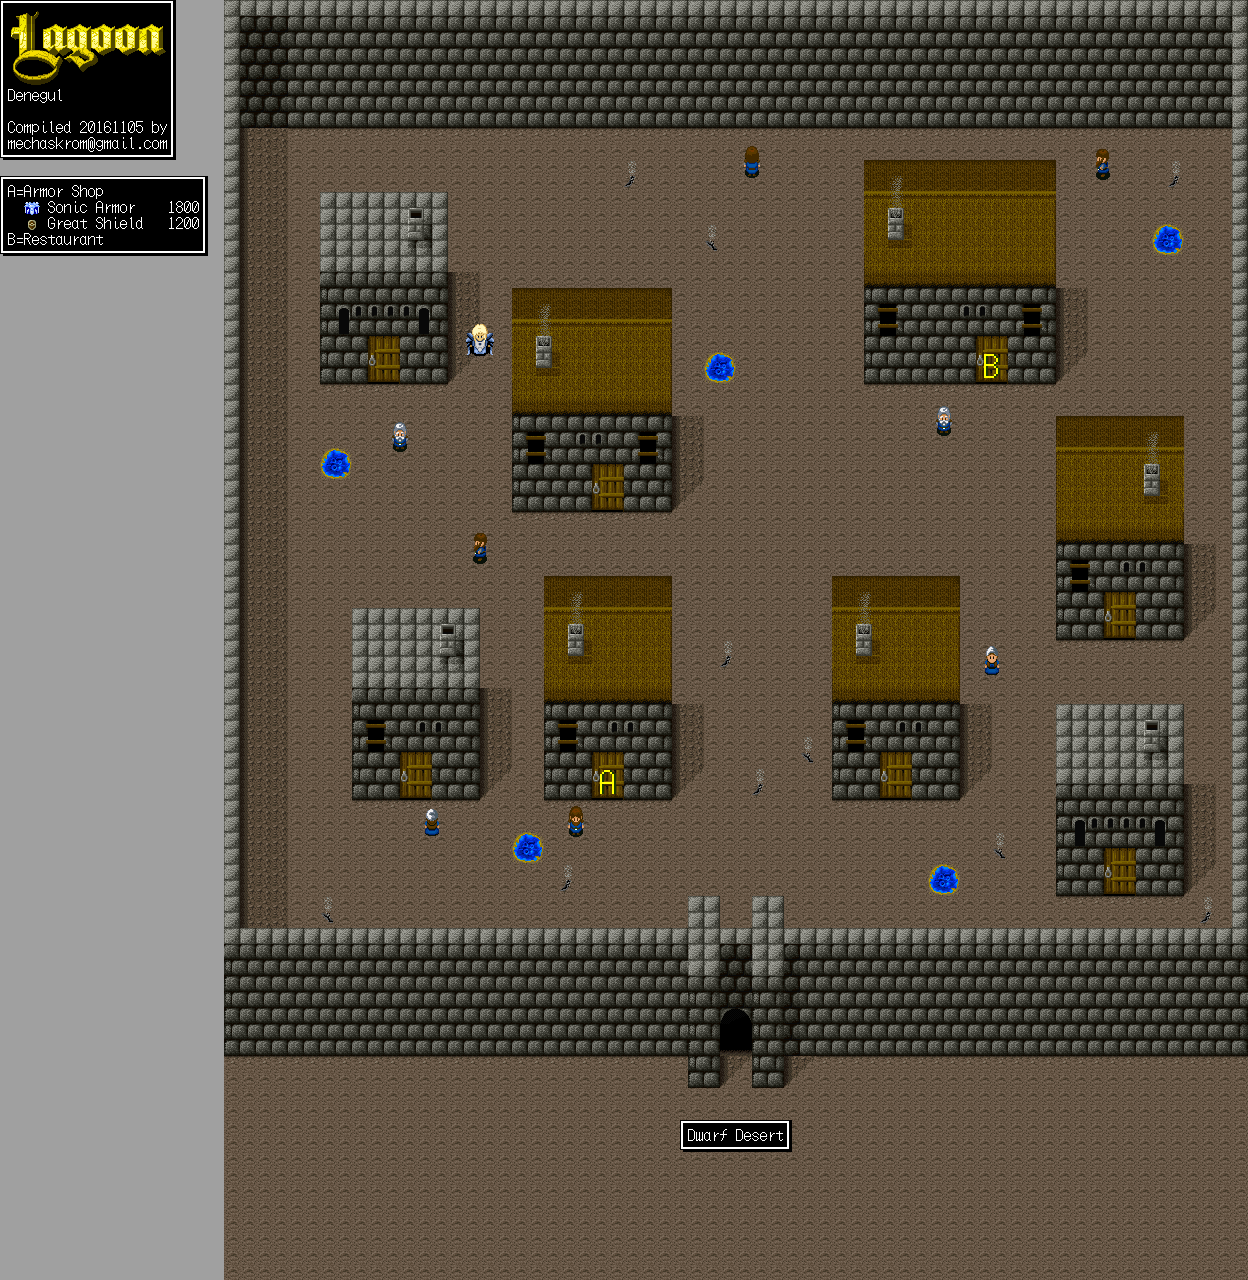 Lagoon
Denegul
Compiled 20161105 by
mechaskrom@gmail.com
A=Armor Shop
Sonic Armor 1800
Great Shield 1200
B=Restaurant
B
A
Dwarf Desert